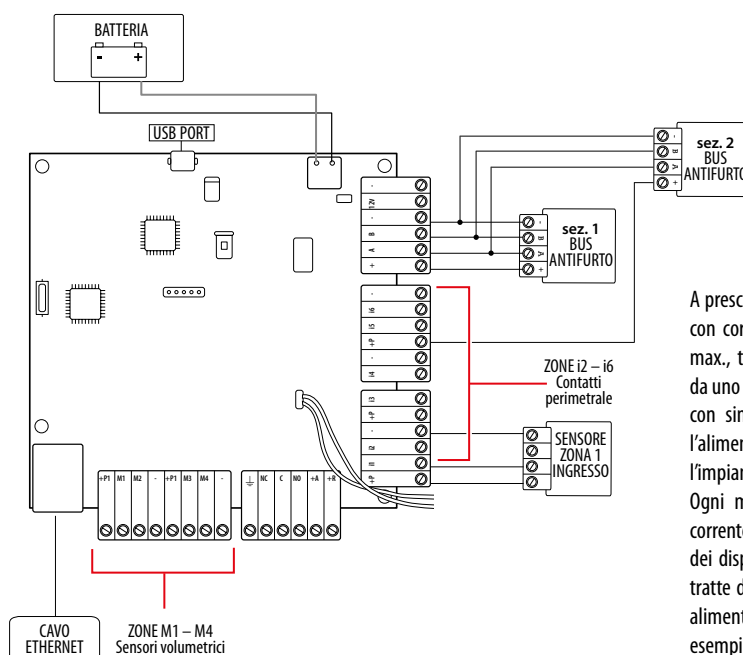 BATTERIA
- +
USB PORT
-
12V
-
B
A
+
-
i6
i5
+P
-
i4
i3
+P
-
i2
i1
+P
- B A +
sez. 1
BUS
ANTIFURTO
- B A +
sez. 2
BUS
ANTIFURTO
ZONE i2 – i6
Contatti
perimetrale
SENSORE
ZONA 1
INGRESSO
+P1 M1 M2 - +P1 M3 M4 -
NC C NO +A +R
CAVO
ETHERNET
ZONE M1 – M4
Sensori volumetrici
A presc
con cor
max., t
da uno
con sir
l'alimer
l'impiar
Ogni m
corrente
dei disp
tratte d
aliment
esempi